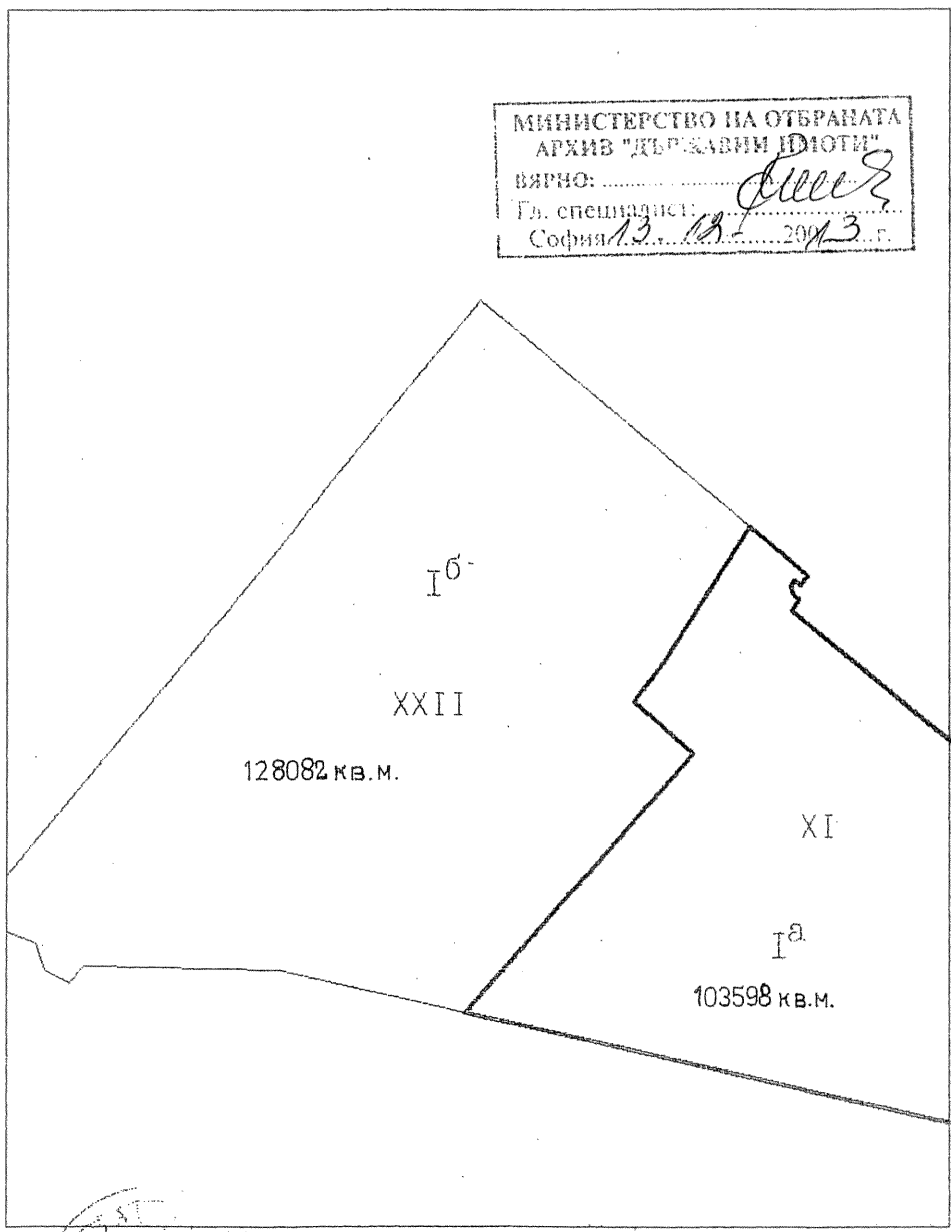 МИНИСТЕРСТВО НА ОТБРАНАТА
АРХИВ "ДЪРЖАВНИ ИМОТИ"
ВЯРНО:
Гл. специалист:
София 13. 12 - 20013 г.
Iб
XXII
128082 кв.м.
XI
Iа
103598 кв.м.